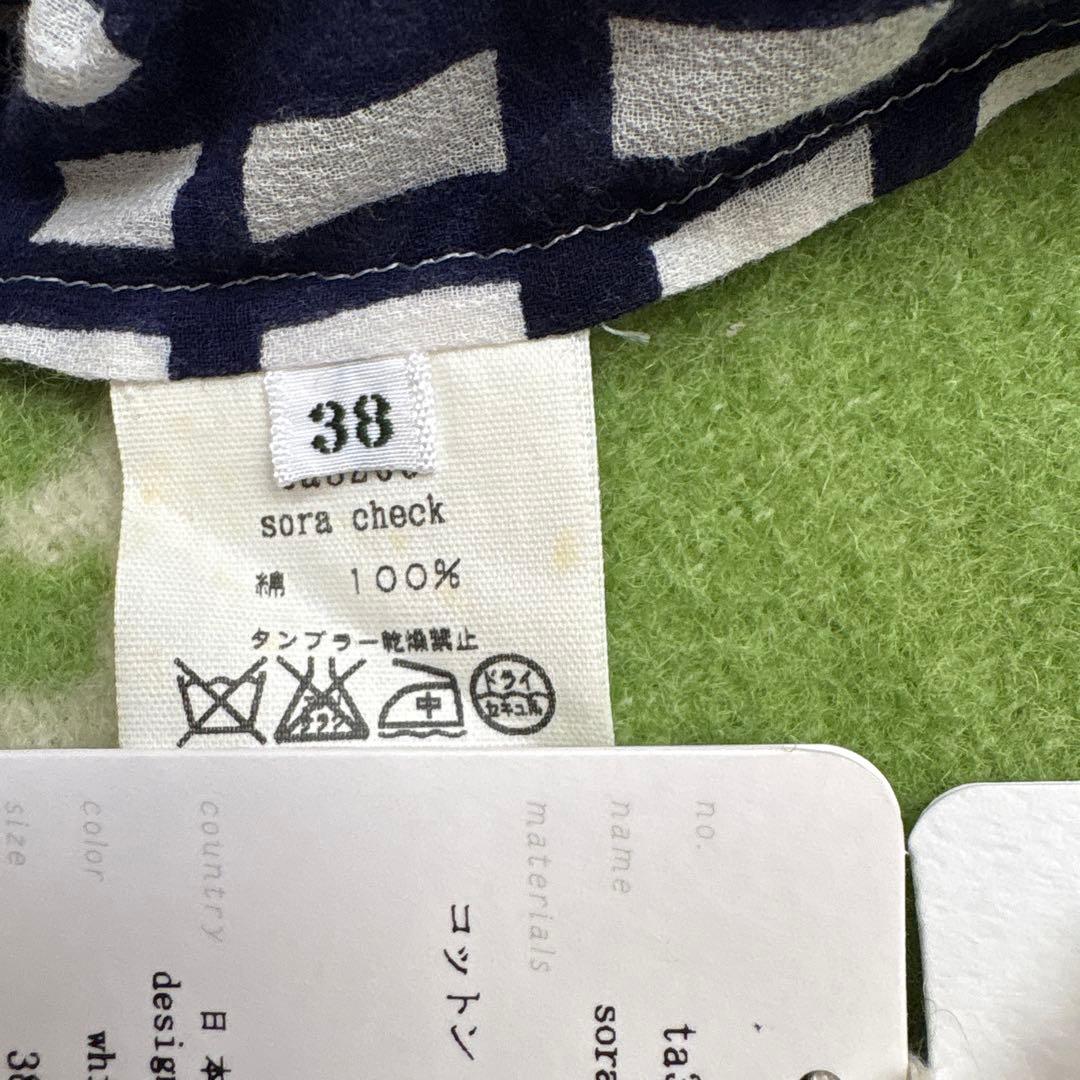 38
sora check
綿 100%
タンブラー乾燥禁止
中
ドライ
セキユ系
no.
name
sora
materials
コットン
country
日本
color
size
38